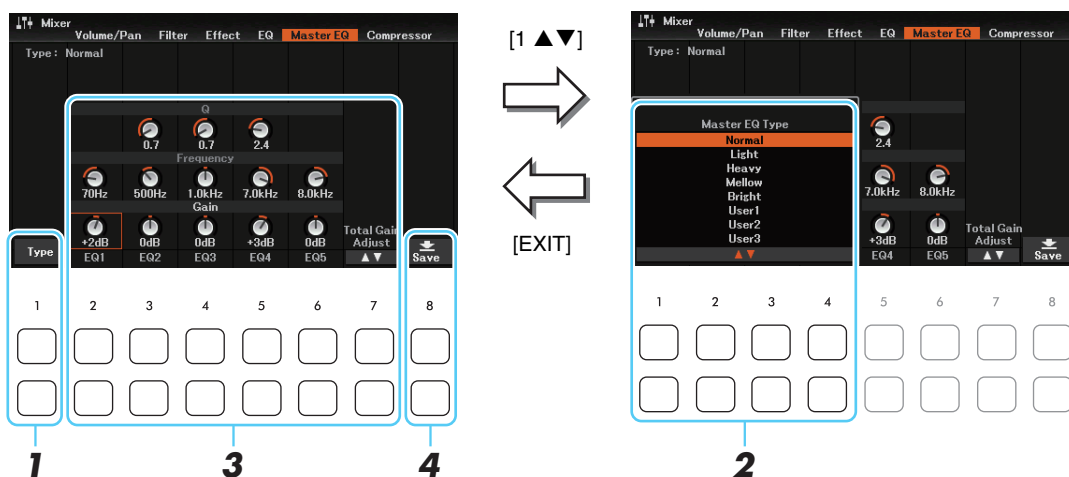 Mixer
Volume/Pan Filter Effect EQ Master EQ Compressor
Type : Normal
Q
0.7 0.7 2.4
Frequency
70Hz 500Hz 1.0kHz 7.0kHz 8.0kHz
Gain
+2dB 0dB 0dB +3dB 0dB
Total Gain Adjust ▲▼
Type EQ1 EQ2 EQ3 EQ4 EQ5 Save
1 2 3 4 5 6 7 8
1 3 4
[1 ▲▼]
[EXIT]
Mixer
Volume/Pan Filter Effect EQ Master EQ Compressor
Type : Normal
Master EQ Type
Normal
Light
Heavy
Mellow
Bright
User1
User2
User3
▲▼
2.4
7.0kHz 8.0kHz
+3dB 0dB
Total Gain Adjust ▲▼
EQ4 EQ5 Save
1 2 3 4 5 6 7 8
2